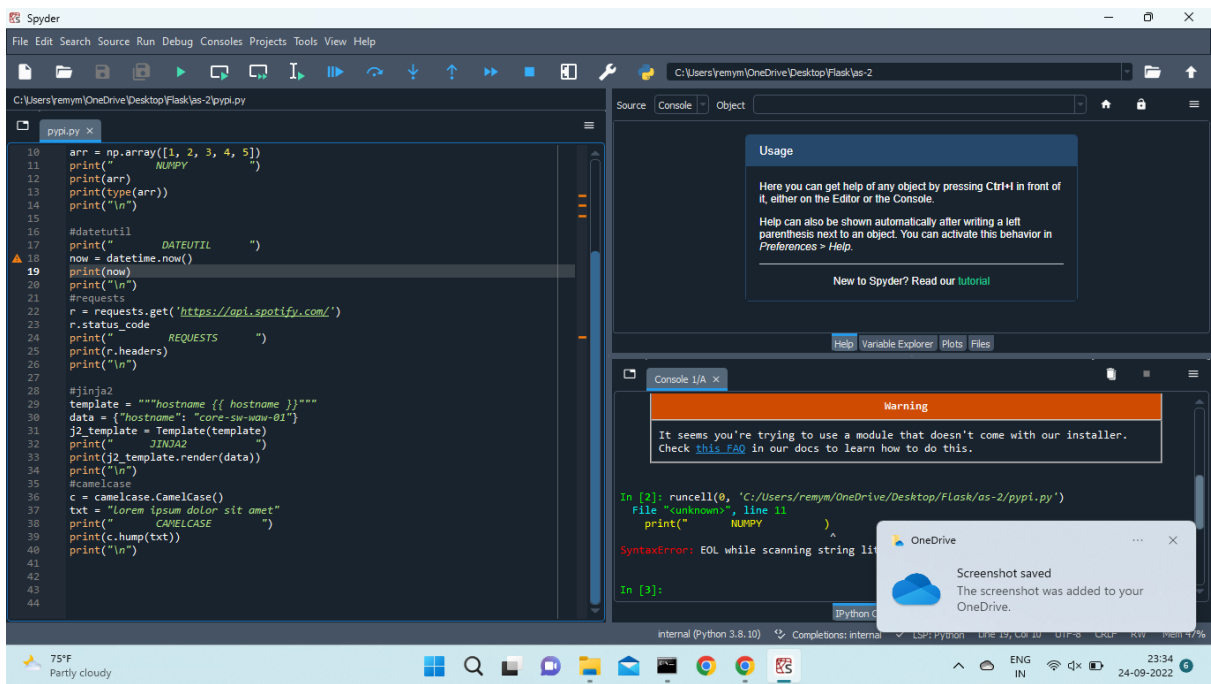 Spyder
File Edit Search Source Run Debug Consoles Projects Tools View Help
C:\Users\remym\OneDrive\Desktop\Flask\as-2
C:\Users\remym\OneDrive\Desktop\Flask\as-2\pypi.py
pypi.py
10 arr = np.array([1, 2, 3, 4, 5])
11 print("      NUMPY         ")
12 print(arr)
13 print(type(arr))
14 print("\n")
15
16 #datetutil
17 print("       DATEUTIL      ")
18 now = datetime.now()
19 print(now)
20 print("\n")
21 #requests
22 r = requests.get('https://api.spotify.com/')
23 r.status_code
24 print("        REQUESTS      ")
25 print(r.headers)
26 print("\n")
27
28 #jinja2
29 template = """hostname {{ hostname }}"""
30 data = {"hostname": "core-sw-waw-01"}
31 j2_template = Template(template)
32 print("     JINJA2          ")
33 print(j2_template.render(data))
34 print("\n")
35 #camelcase
36 c = camelcase.CamelCase()
37 txt = "lorem ipsum dolor sit amet"
38 print("      CAMELCASE        ")
39 print(c.hump(txt))
40 print("\n")
41
42
43
44
Source Console Object
Usage
Here you can get help of any object by pressing Ctrl+I in front of
it, either on the Editor or the Console.
Help can also be shown automatically after writing a left
parenthesis next to an object. You can activate this behavior in
Preferences > Help.
New to Spyder? Read our tutorial
Help Variable Explorer Plots Files
Console 1/A
Warning
It seems you're trying to use a module that doesn't come with our installer.
Check this FAQ in our docs to learn how to do this.
In [2]: runcell(0, 'C:/Users/remym/OneDrive/Desktop/Flask/as-2/pypi.py')
File "<unknown>", line 11
print("       NUMPY          )
^
SyntaxError: EOL while scanning string lit
In [3]:
IPython C
OneDrive
Screenshot saved
The screenshot was added to your
OneDrive.
internal (Python 3.8.10) Completions: internal LSP: Python Line 19, Col 10 UTF-8 CRLF RW Mem 47%
75°F
Partly cloudy
ENG
IN
23:34
24-09-2022
6